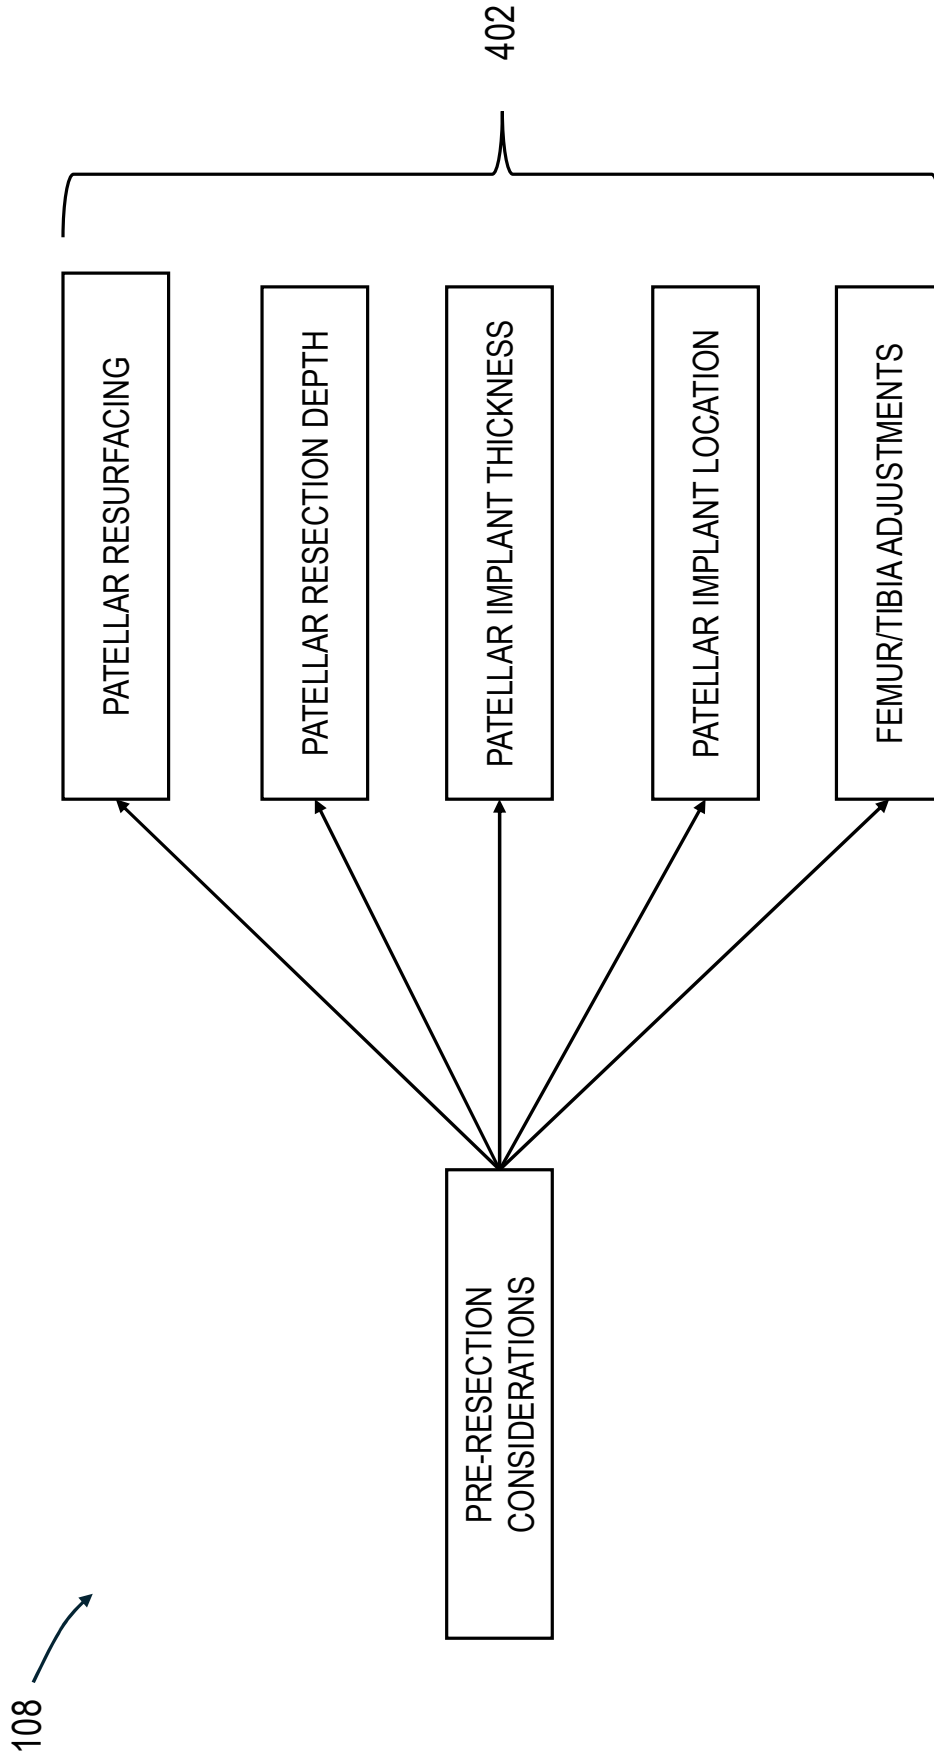 108
PRE-RESECTION
CONSIDERATIONS
PATELLAR RESURFACING
PATELLAR RESECTION DEPTH
PATELLAR IMPLANT THICKNESS
PATELLAR IMPLANT LOCATION
FEMUR/TIBIA ADJUSTMENTS
402